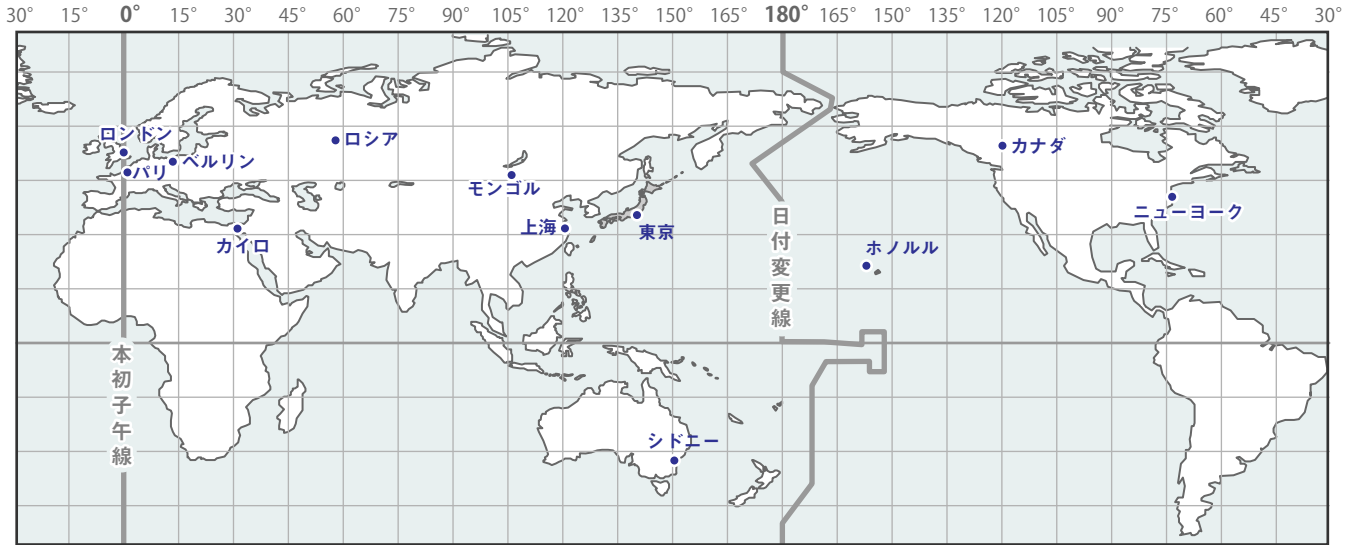 30° 15° 0° 15° 30° 45° 60° 75° 90° 105° 120° 135° 150° 165° 180° 165° 150° 135° 120° 105° 90° 75° 60° 45° 30°
ロンドン
ロシア
カナダ
ベルリン
パリ
モンゴル
ニューヨーク
上海
東京
カイロ
ホノルル
日付変更線
本初子午線
シドニー